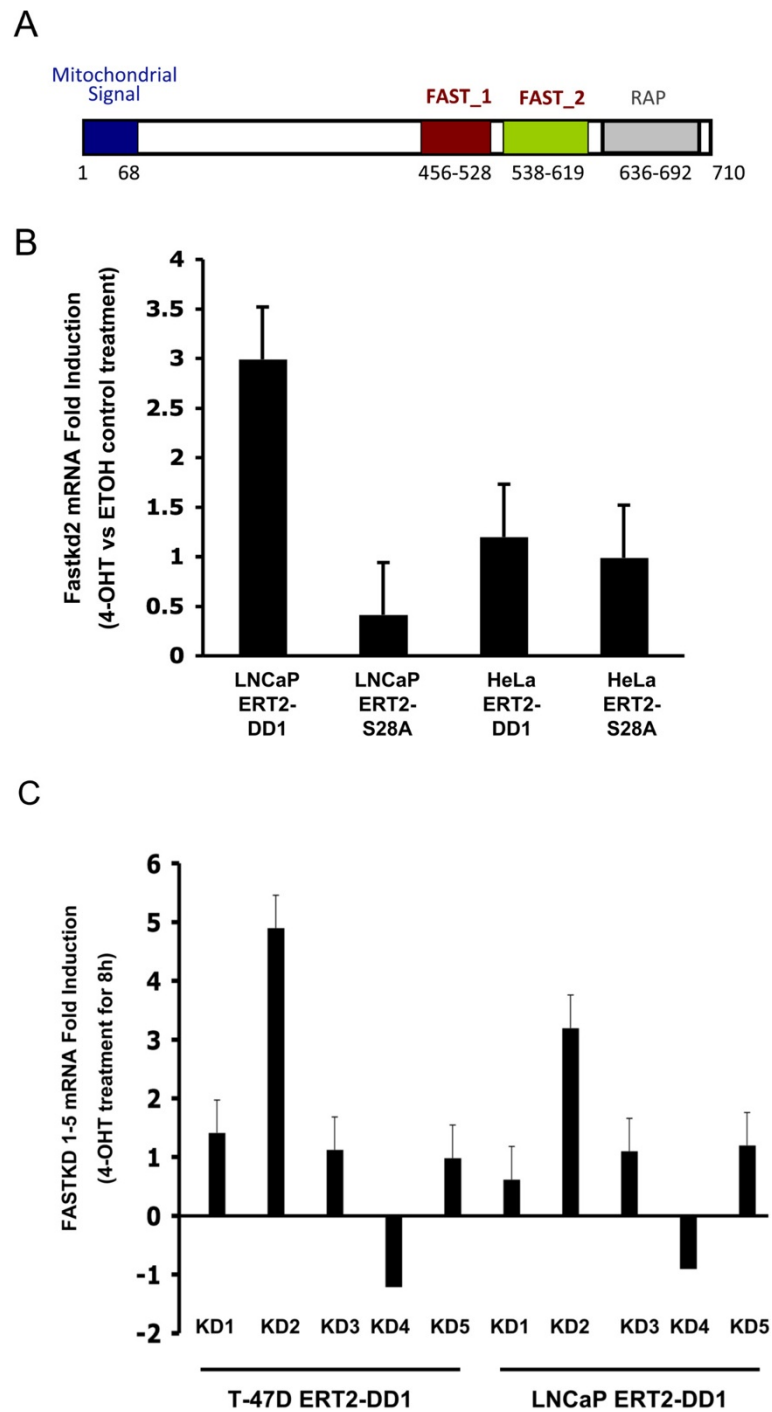 A
Mitochondrial
Signal
FAST_1
FAST_2
RAP
1
68
456-528
538-619
636-692
710
B
Fastkd2 mRNA Fold Induction
(4-OHT vs ETOH control treatment)
4
3.5
3
2.5
2
1.5
1
0.5
0
LNCaP
ERT2-
DD1
LNCaP
ERT2-
S28A
HeLa
ERT2-
DD1
HeLa
ERT2-
S28A
C
FASTKD 1-5 mRNA Fold Induction
(4-OHT treatment for 8h)
6
5
4
3
2
1
0
-1
-2
KD1 KD2 KD3 KD4 KD5 KD1 KD2 KD3 KD4 KD5
T-47D ERT2-DD1
LNCaP ERT2-DD1